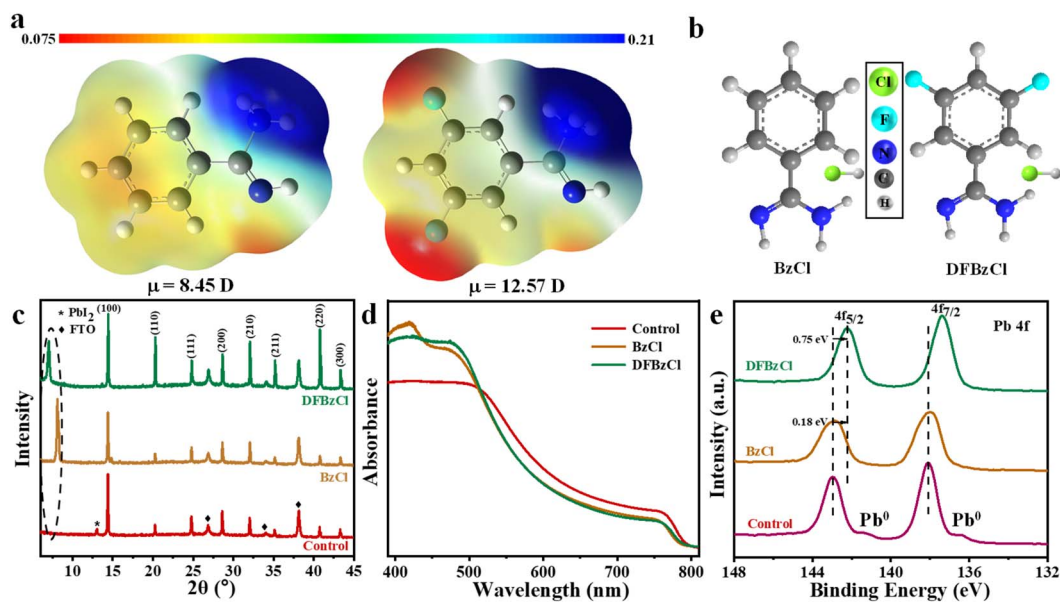 a
0.075
0.21
μ = 8.45 D
μ = 12.57 D
b
Cl
F
N
C
H
BzCl
DFBzCl
c
* PbI2
♦ FTO
(100)
(110)
(111)
(200)
(210)
(211)
(220)
(300)
DFBzCl
BzCl
Control
Intensity
10 15 20 25 30 35 40 45
2θ (°)
d
Control
BzCl
DFBzCl
Absorbance
400 500 600 700 800
Wavelength (nm)
e
4f5/2
4f7/2
Pb 4f
0.75 eV
DFBzCl
0.18 eV
BzCl
Control
Pb0
Pb0
Intensity (a.u.)
148 144 140 136 132
Binding Energy (eV)